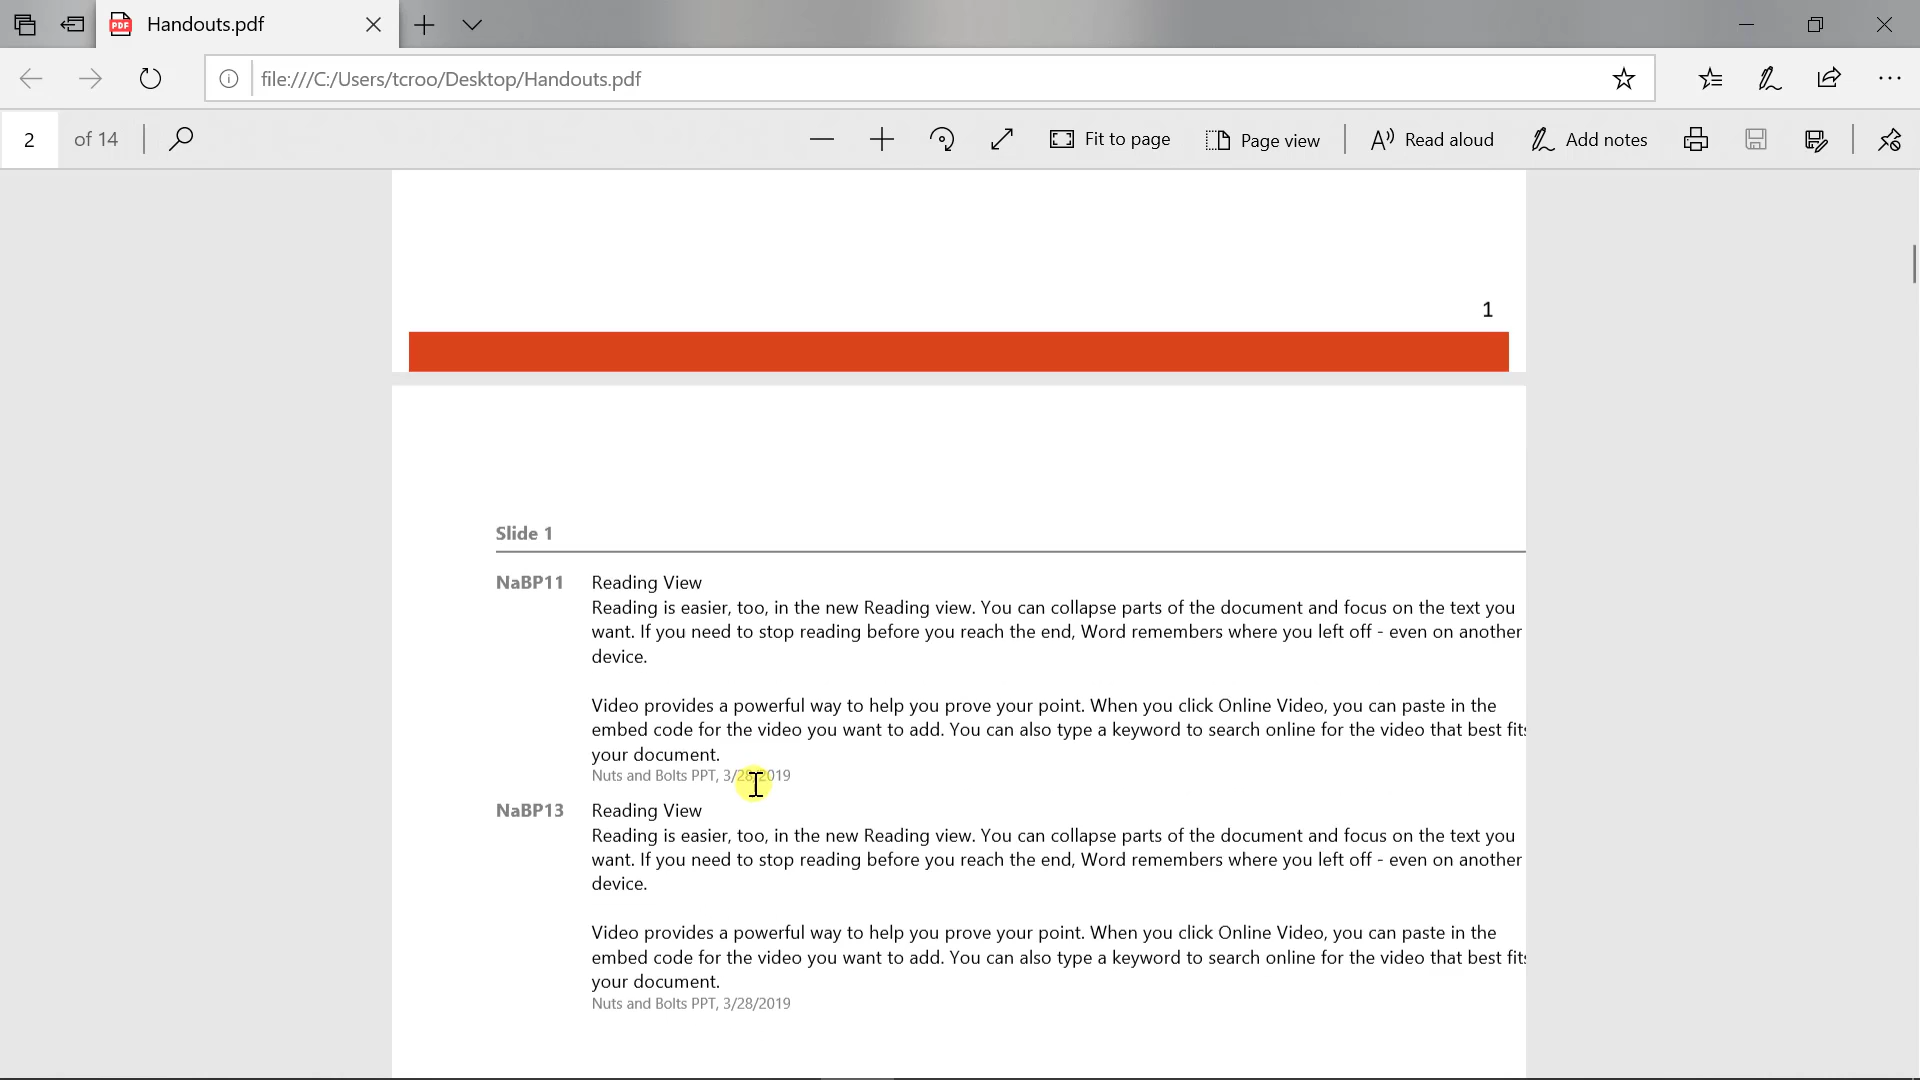 Handouts.pdf
file:///C:/Users/tcroo/Desktop/Handouts.pdf
2 of 14 Fit to page Page view Read aloud Add notes
1
Slide 1
NaBP11 Reading View
Reading is easier, too, in the new Reading view. You can collapse parts of the document and focus on the text you
want. If you need to stop reading before you reach the end, Word remembers where you left off - even on another
device.
Video provides a powerful way to help you prove your point. When you click Online Video, you can paste in the
embed code for the video you want to add. You can also type a keyword to search online for the video that best fits
your document.
Nuts and Bolts PPT, 3/28/2019
NaBP13 Reading View
Reading is easier, too, in the new Reading view. You can collapse parts of the document and focus on the text you
want. If you need to stop reading before you reach the end, Word remembers where you left off - even on another
device.
Video provides a powerful way to help you prove your point. When you click Online Video, you can paste in the
embed code for the video you want to add. You can also type a keyword to search online for the video that best fits
your document.
Nuts and Bolts PPT, 3/28/2019